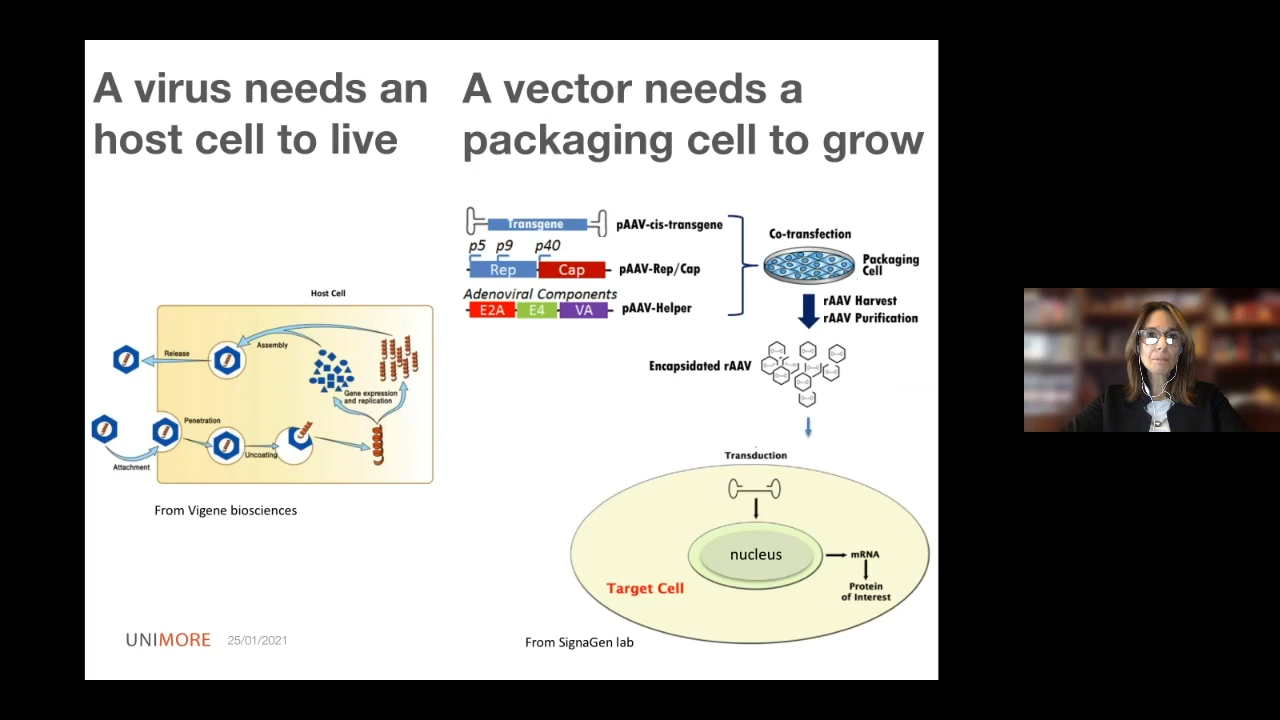 A virus needs an
host cell to live
A vector needs a
packaging cell to grow
Host Cell
Release
Assembly
Gene expression
and replication
Penetration
Uncoating
Attachment
From Vigene biosciences
Transgene
pAAV-cis-transgene
p5 p9 p40
Rep Cap
pAAV-Rep/Cap
Adenoviral Components
E2A E4 VA
pAAV-Helper
Co-transfection
Packaging
Cell
rAAV Harvest
rAAV Purification
Encapsidated rAAV
Transduction
nucleus
mRNA
Protein
of Interest
Target Cell
From SignaGen lab
UNIMORE
25/01/2021